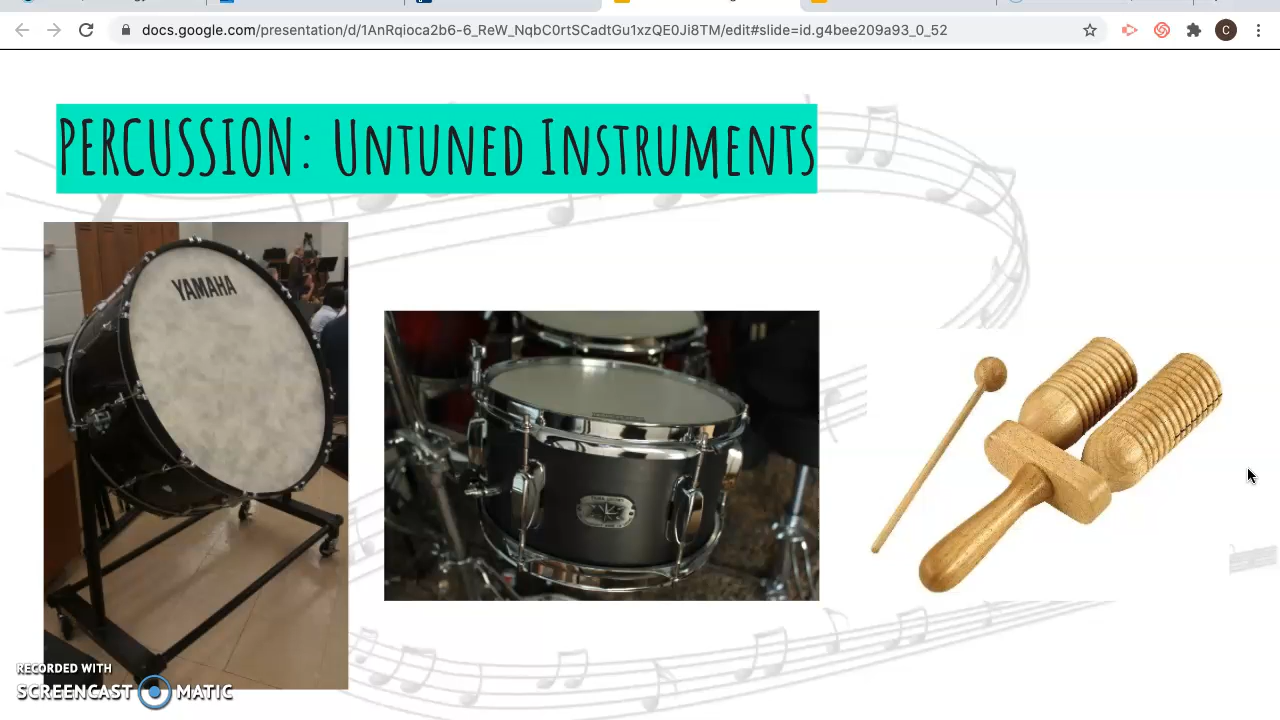 docs.google.com/presentation/d/1AnRqioca2b6-6_ReW_NqbC0rtSCadtGu1xzQE0Ji8TM/edit#slide=id.g4bee209a93_0_52
C
PERCUSSION: UNTUNED INSTRUMENTS
YAMAHA
RECORDED WITH
SCREENCAST MATIC